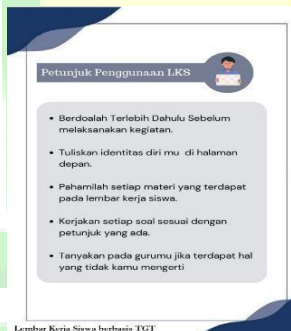 Petunjuk Penggunaan LKS
• Berdoalah Terlebih Dahulu Sebelum
melaksanakan kegiatan.
• Tuliskan identitas diri mu di halaman
depan.
• Pahamilah setiap materi yang terdapat
pada lembar kerja siswa.
• Kerjakan setiap soal sesuai dengan
petunjuk yang ada.
• Tanyakan pada gurumu jika terdapat hal
yang tidak kamu mengerti
Lembar Kerja Siswa berbasis TGT